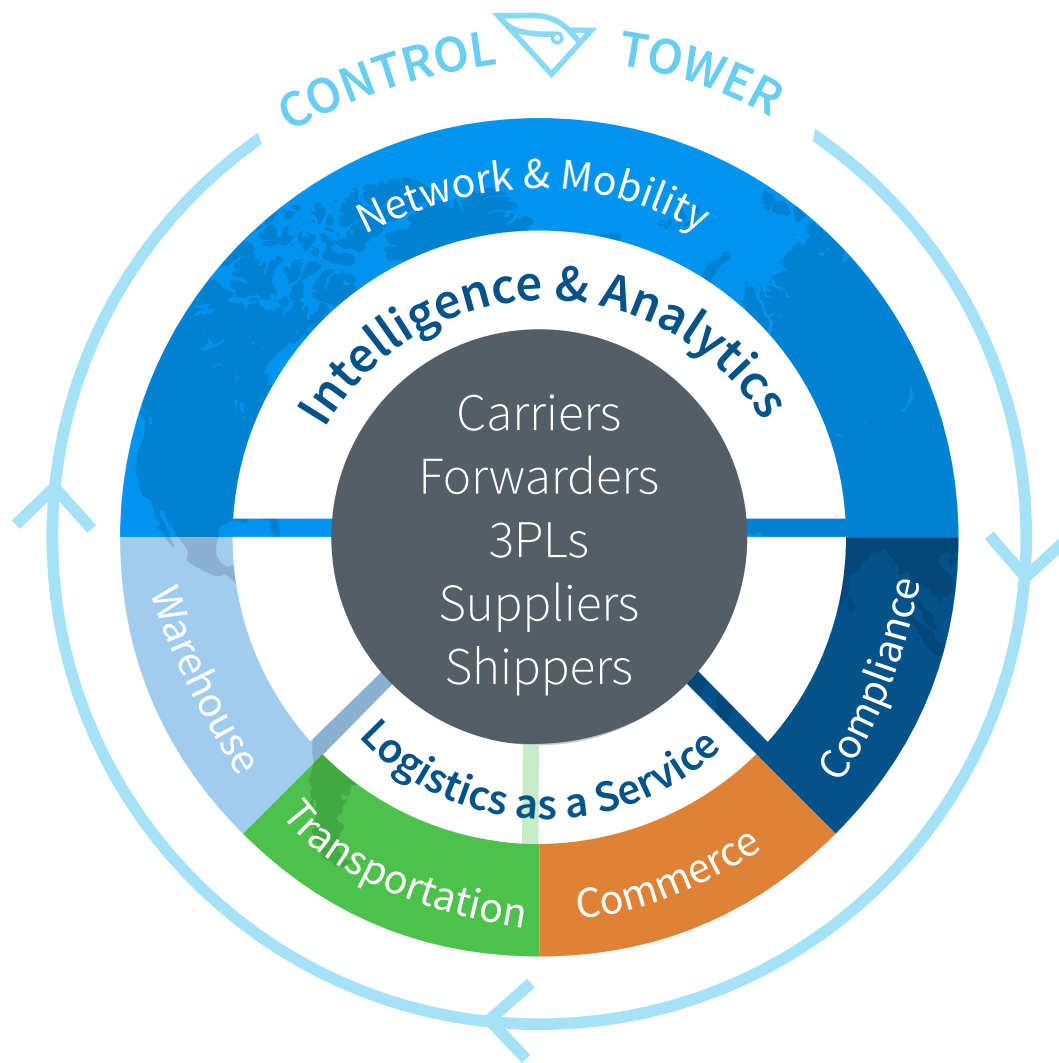 CONTROL TOWER
Network & Mobility
Intelligence & Analytics
Carriers
Forwarders
3PLs
Suppliers
Shippers
Warehouse
Compliance
Logistics as a Service
Transportation
Commerce